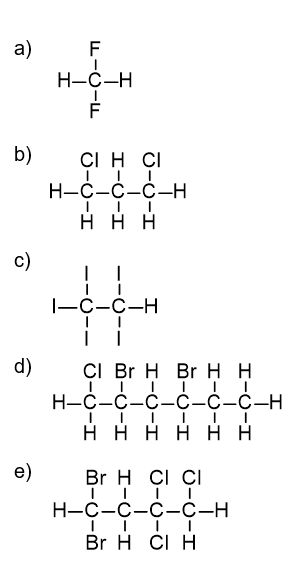 a)
F
H–C–H
F
b)
Cl H Cl
H–C–C–C–H
H H H
c)
I I
I–C–C–H
I I
d)
Cl Br H Br H H
H–C–C–C–C–C–C–H
H H H H H H
e)
Br H Cl Cl
H–C–C–C–C–H
Br H Cl H